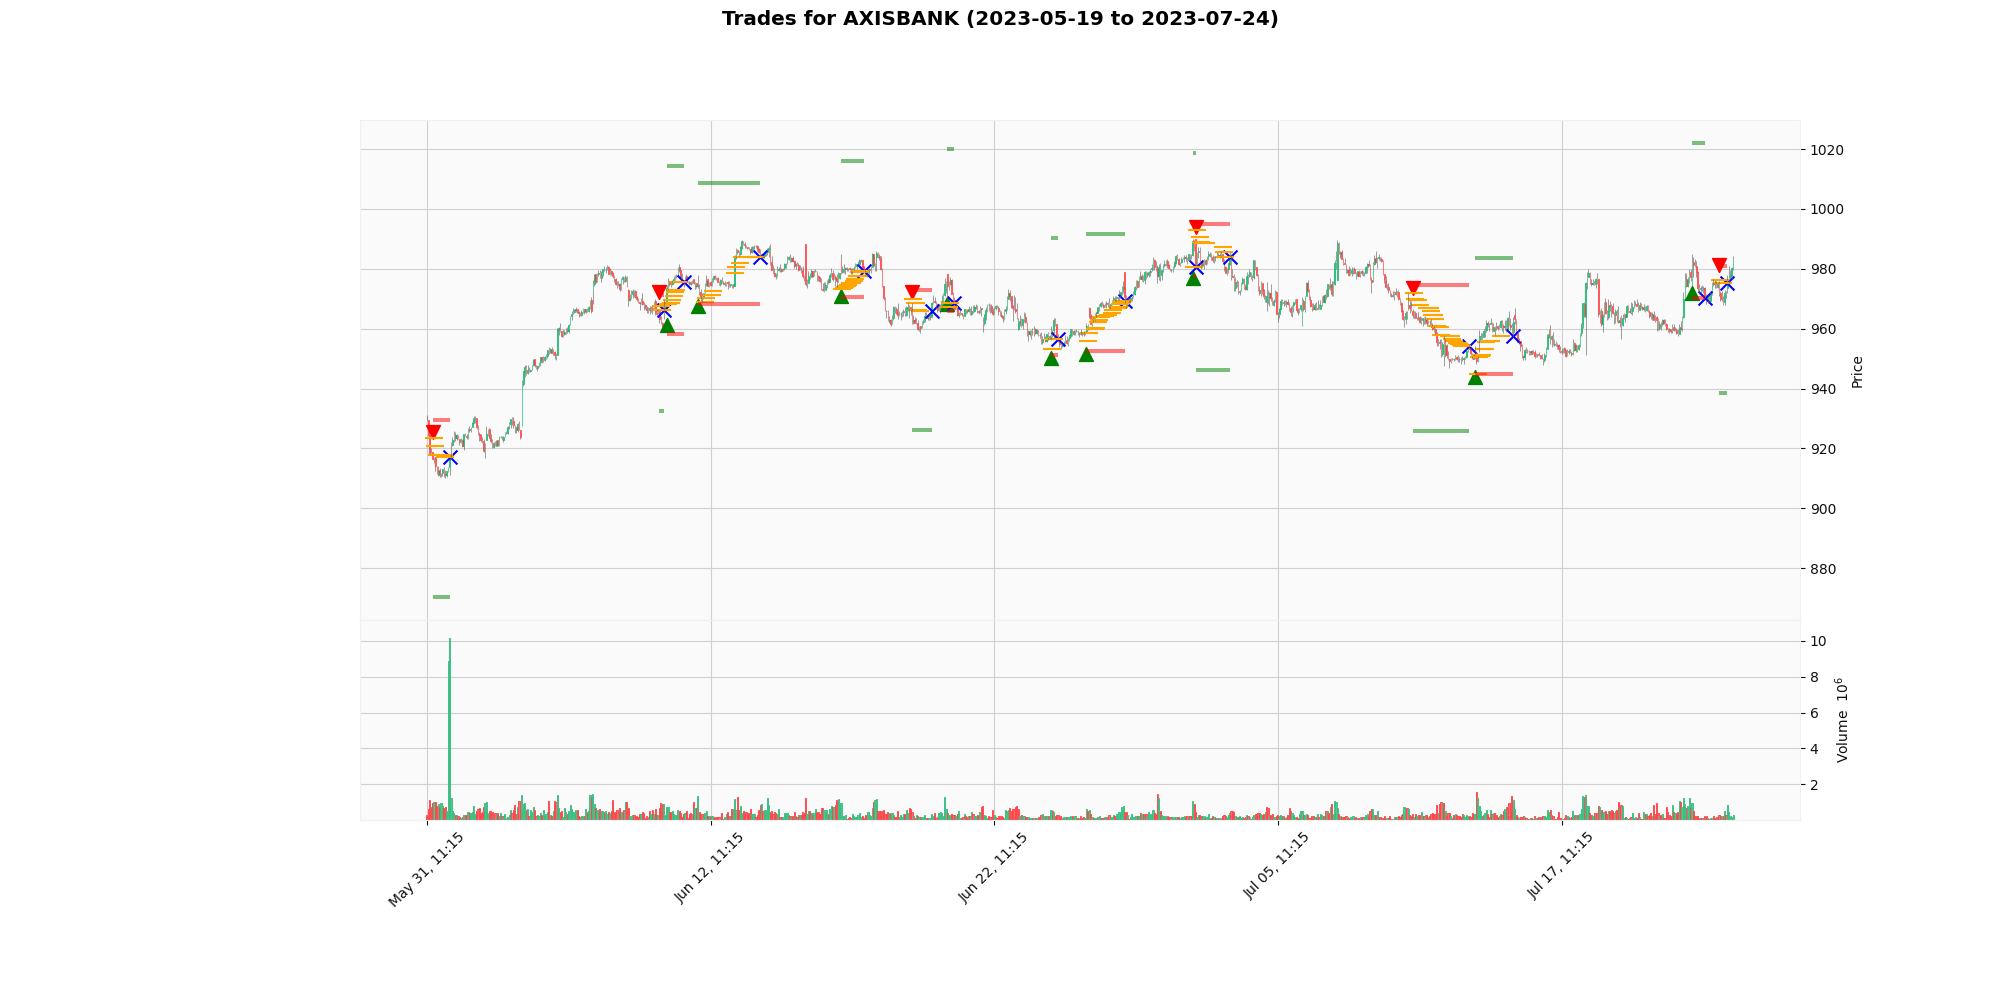 Trades for AXISBANK (2023-05-19 to 2023-07-24)
1020
1000
980
960
940
920
900
880
Price
10
8
6
4
2
Volume 10^6
May 31, 11:15
Jun 12, 11:15
Jun 22, 11:15
Jul 05, 11:15
Jul 17, 11:15